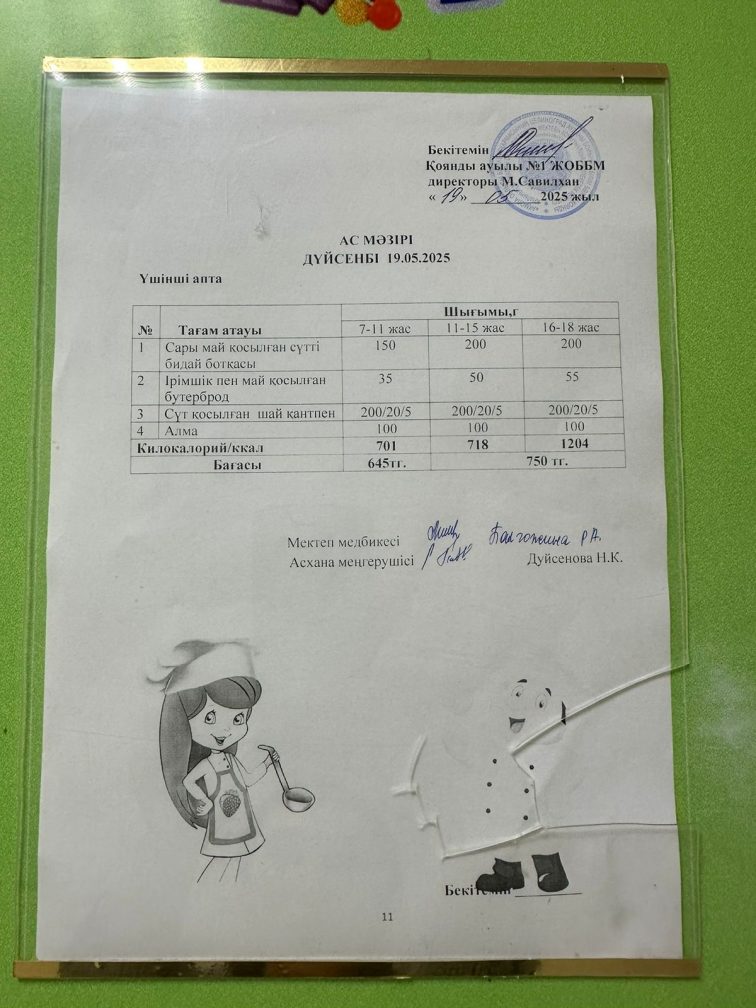 Бекітемін
Қоянды ауылы №1 ЖОББМ
директоры М.Савилхан
« 19 » 05 2025 жыл
АС МӘЗІРІ
ДҮЙСЕНБІ 19.05.2025
Үшінші апта
№ Тағам атауы Шығымы,г
7-11 жас 11-15 жас 16-18 жас
1 Сары май қосылған сүтті бидай ботқасы 150 200 200
2 Ірімшік пен май қосылған бутерброд 35 50 55
3 Сүт қосылған шай қантпен 200/20/5 200/20/5 200/20/5
4 Алма 100 100 100
Килокалорий/ккал 701 718 1204
Бағасы 645тг. 750 тг.
Мектеп медбикесі
Асхана меңгерушісі Дуйсенова Н.К.
Бекітемін
11